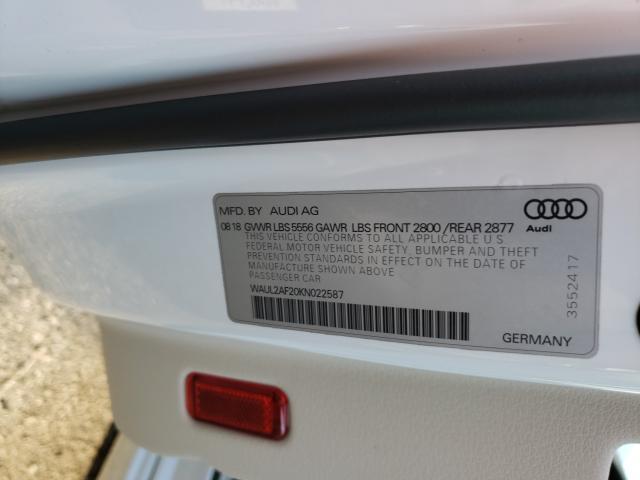 MFD. BY AUDI AG
Audi
08 18 GVWR LBS 5556 GAWR LBS FRONT 2800 /REAR 2877
THIS VEHICLE CONFORMS TO ALL APPLICABLE U S
FEDERAL MOTOR VEHICLE SAFETY, BUMPER AND THEFT
PREVENTION STANDARDS IN EFFECT ON THE DATE OF
MANUFACTURE SHOWN ABOVE
PASSENGER CAR
WAUL2AF20KN022587
3552417
GERMANY